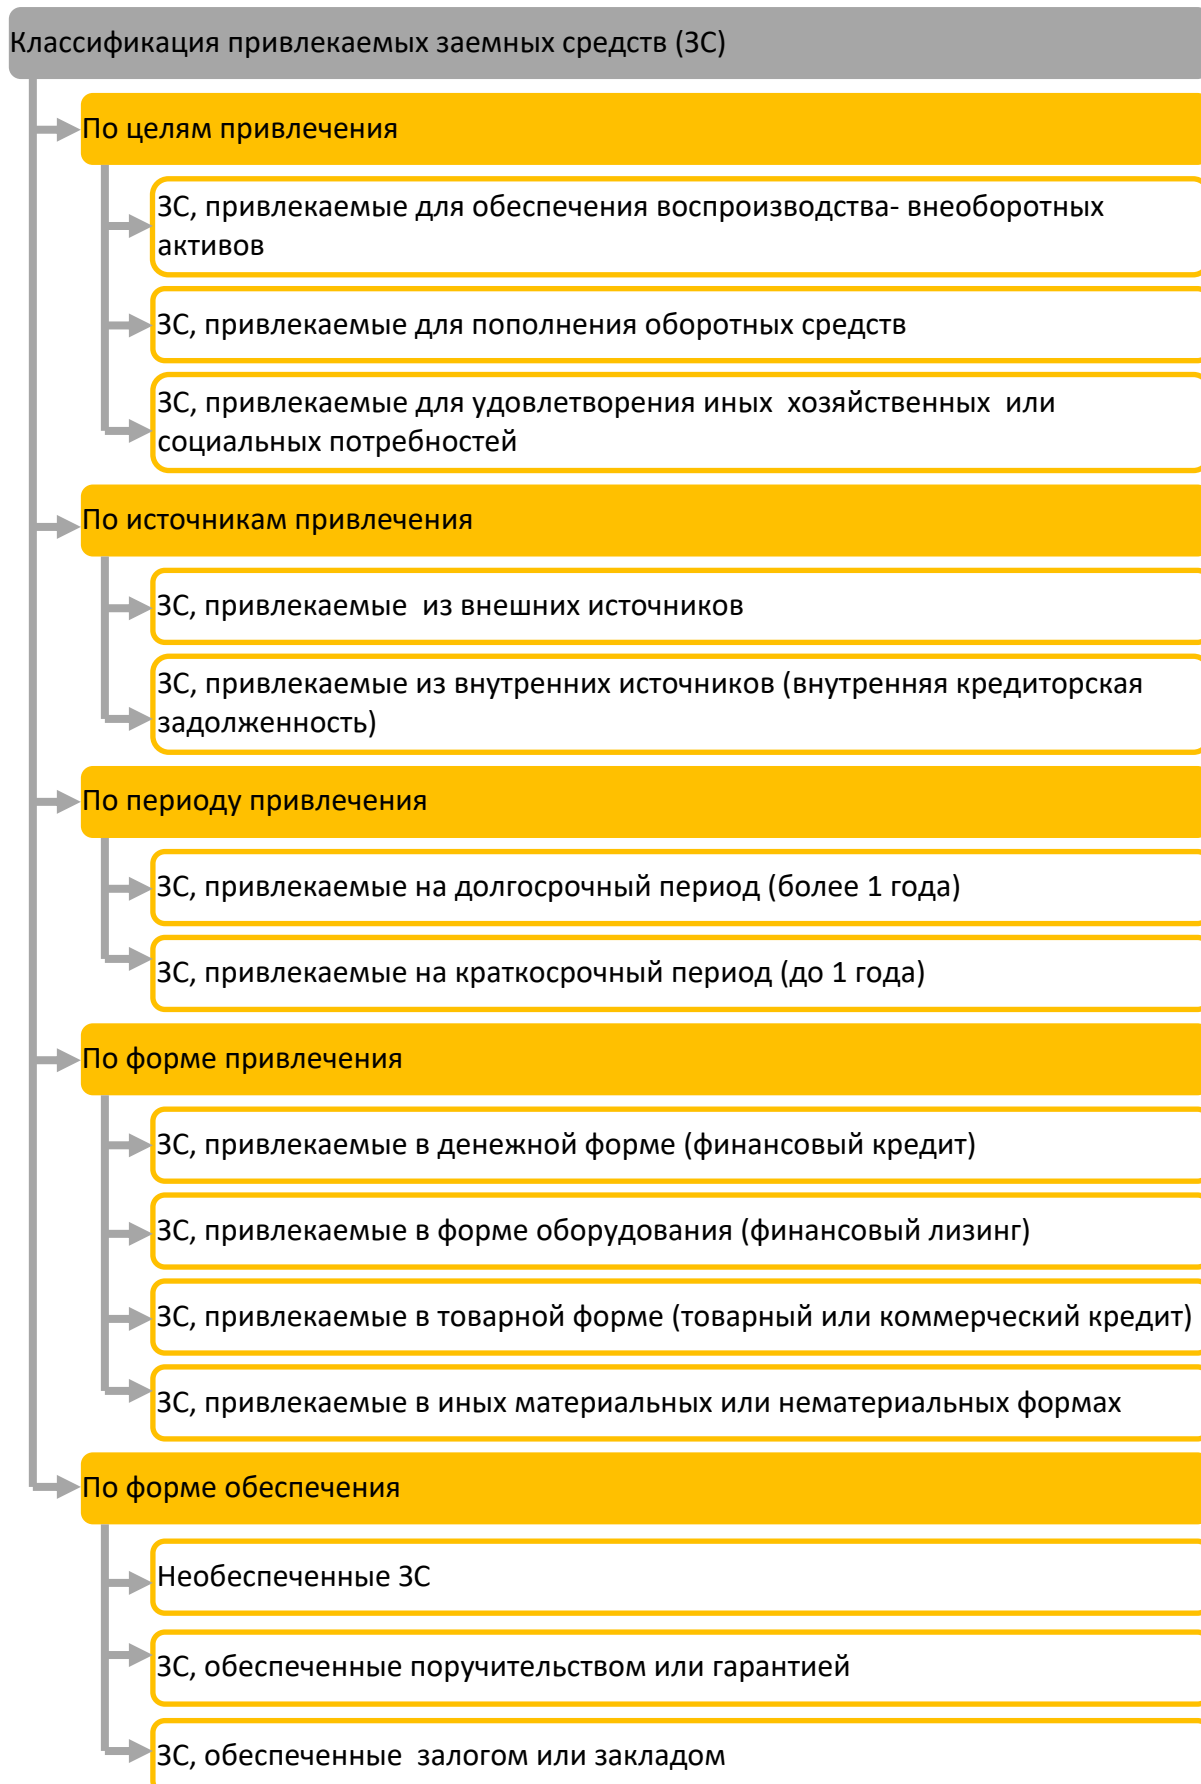 Классификация привлекаемых заемных средств (ЗС)
По целям привлечения
ЗС, привлекаемые для обеспечения воспроизводства- внеоборотных
активов
ЗС, привлекаемые для пополнения оборотных средств
ЗС, привлекаемые для удовлетворения иных  хозяйственных  или
социальных потребностей
По источникам привлечения
ЗС, привлекаемые  из внешних источников
ЗС, привлекаемые из внутренних источников (внутренняя кредиторская
задолженность)
По периоду привлечения
ЗС, привлекаемые на долгосрочный период (более 1 года)
ЗС, привлекаемые на краткосрочный период (до 1 года)
По форме привлечения
ЗС, привлекаемые в денежной форме (финансовый кредит)
ЗС, привлекаемые в форме оборудования (финансовый лизинг)
ЗС, привлекаемые в товарной форме (товарный или коммерческий кредит)
ЗС, привлекаемые в иных материальных или нематериальных формах
По форме обеспечения
Необеспеченные ЗС
ЗС, обеспеченные поручительством или гарантией
ЗС, обеспеченные  залогом или закладом